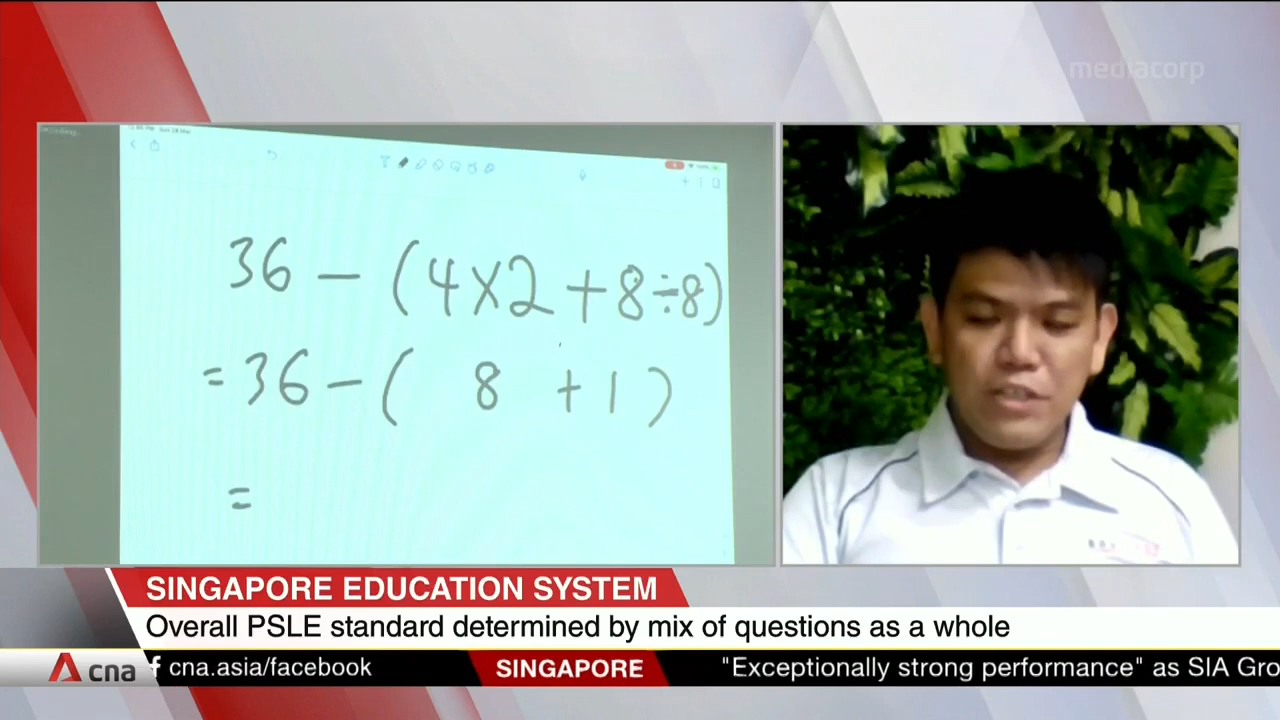 mediacorp
36 − (4×2 + 8÷8)
= 36 − ( 8 + 1 )
=
SINGAPORE EDUCATION SYSTEM
Overall PSLE standard determined by mix of questions as a whole
cna f cna.asia/facebook SINGAPORE "Exceptionally strong performance" as SIA Gro